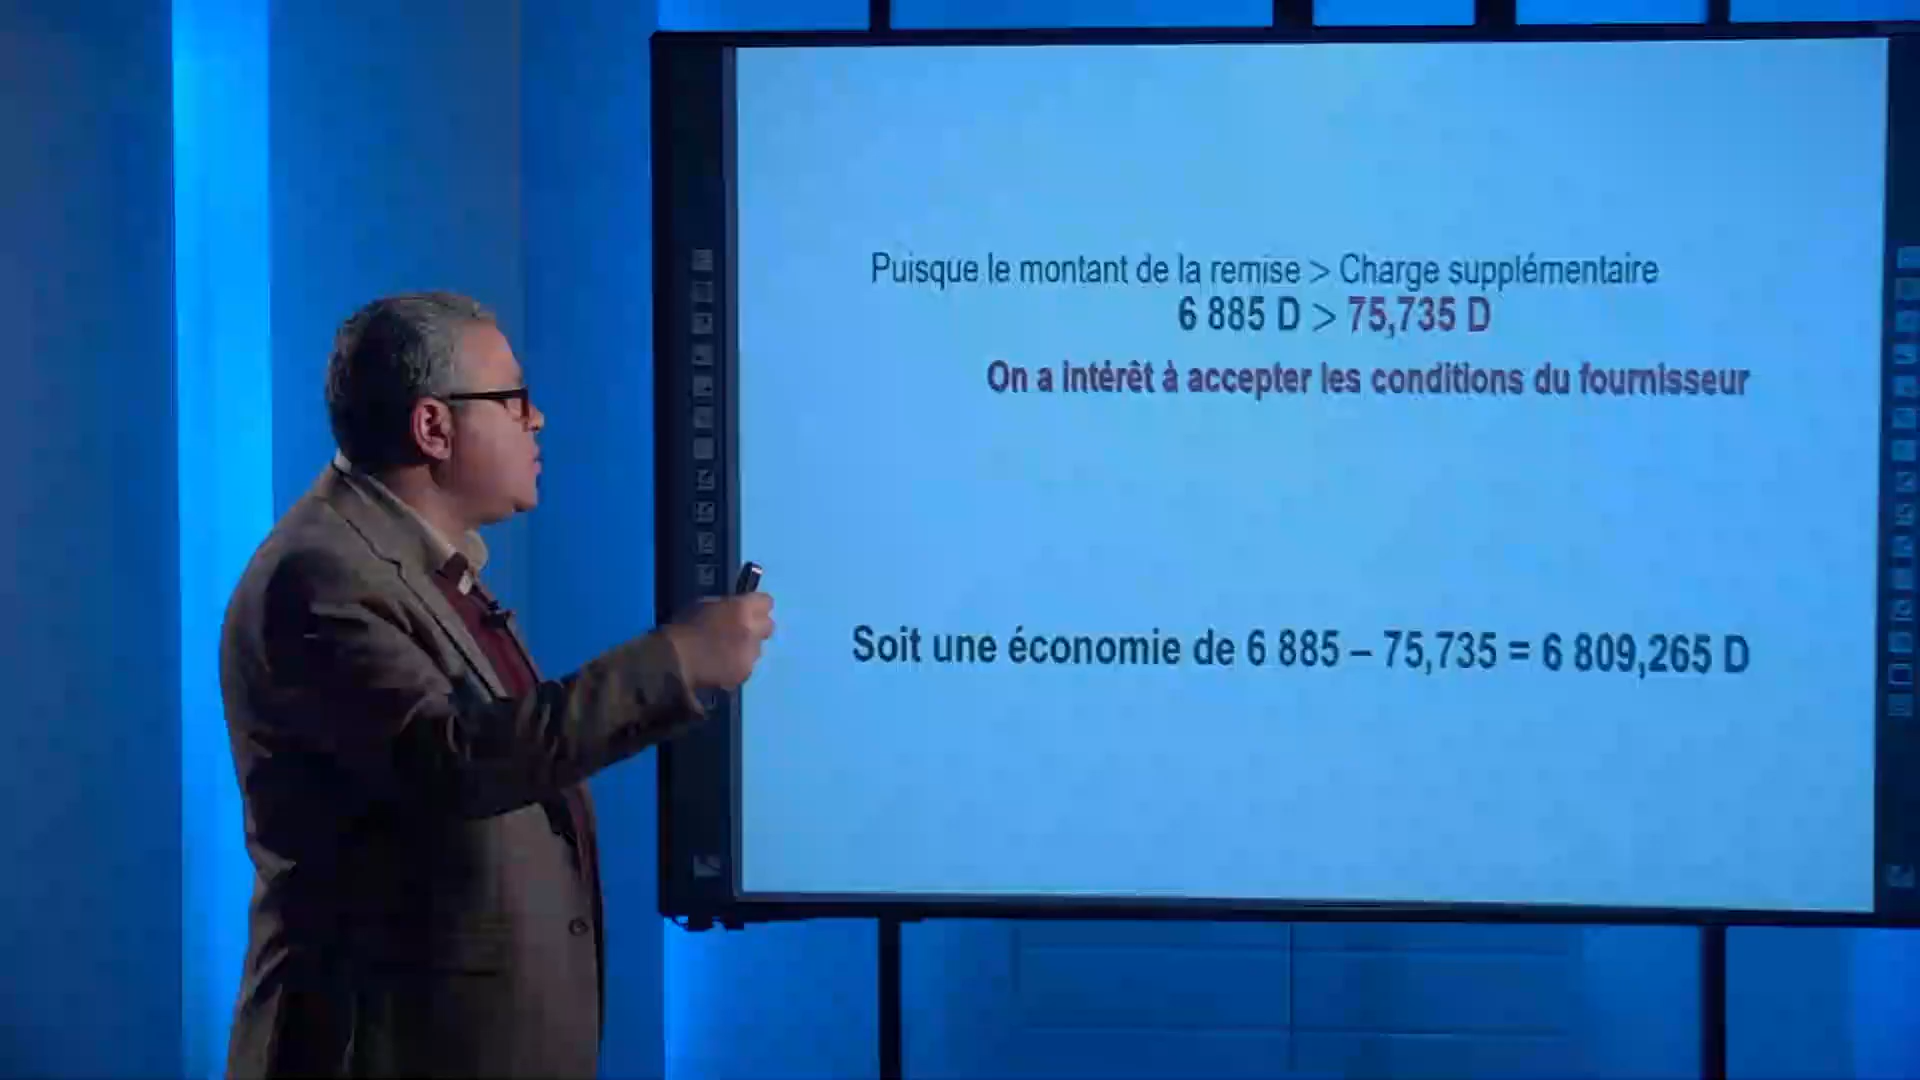 Puisque le montant de la remise > Charge supplémentaire
6 885 D > 75,735 D
On a intérêt à accepter les conditions du fournisseur
Soit une économie de 6 885 – 75,735 = 6 809,265 D